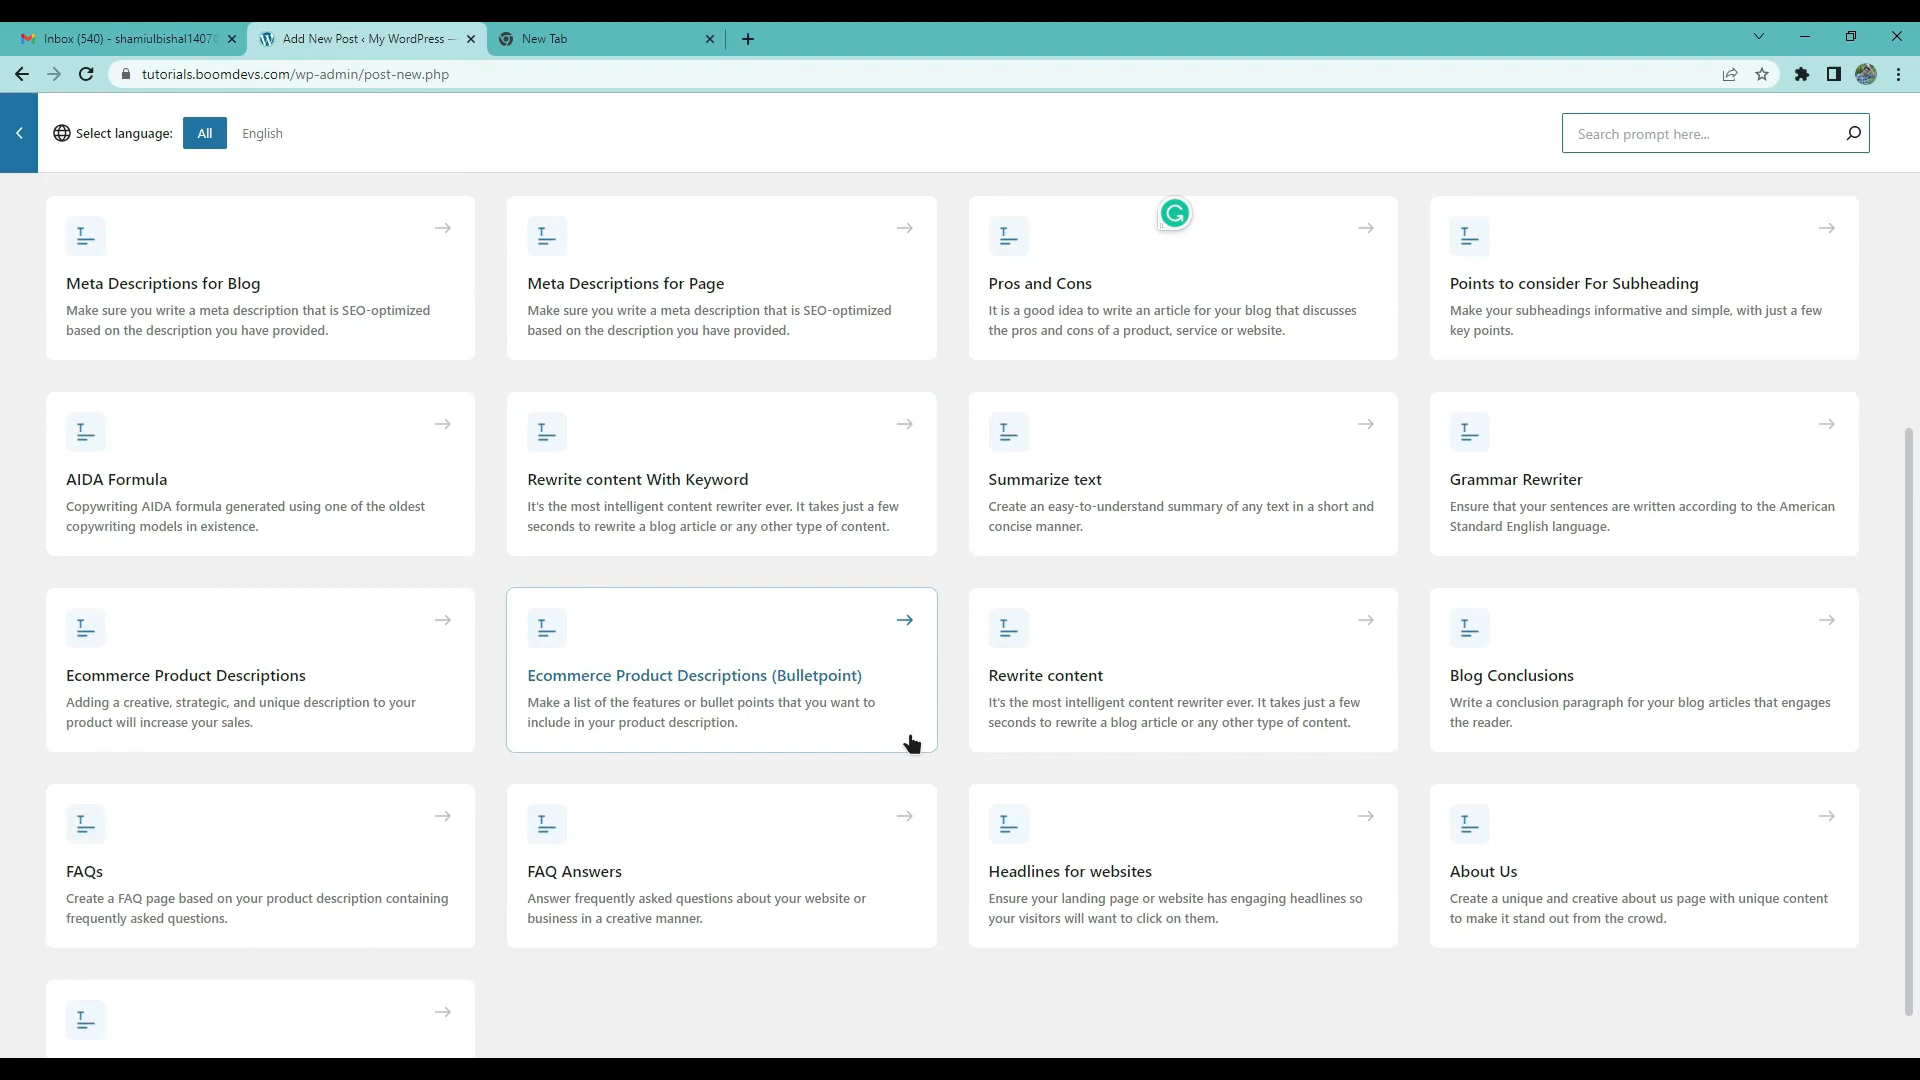 Inbox (540) - shamiulbishal1407
Add New Post ‹ My WordPress —
New Tab
tutorials.boomdevs.com/wp-admin/post-new.php
Select language:
All
English
Search prompt here...
Meta Descriptions for Blog
Make sure you write a meta description that is SEO-optimized
based on the description you have provided.
Meta Descriptions for Page
Make sure you write a meta description that is SEO-optimized
based on the description you have provided.
Pros and Cons
It is a good idea to write an article for your blog that discusses
the pros and cons of a product, service or website.
Points to consider For Subheading
Make your subheadings informative and simple, with just a few
key points.
AIDA Formula
Copywriting AIDA formula generated using one of the oldest
copywriting models in existence.
Rewrite content With Keyword
It's the most intelligent content rewriter ever. It takes just a few
seconds to rewrite a blog article or any other type of content.
Summarize text
Create an easy-to-understand summary of any text in a short and
concise manner.
Grammar Rewriter
Ensure that your sentences are written according to the American
Standard English language.
Ecommerce Product Descriptions
Adding a creative, strategic, and unique description to your
product will increase your sales.
Ecommerce Product Descriptions (Bulletpoint)
Make a list of the features or bullet points that you want to
include in your product description.
Rewrite content
It's the most intelligent content rewriter ever. It takes just a few
seconds to rewrite a blog article or any other type of content.
Blog Conclusions
Write a conclusion paragraph for your blog articles that engages
the reader.
FAQs
Create a FAQ page based on your product description containing
frequently asked questions.
FAQ Answers
Answer frequently asked questions about your website or
business in a creative manner.
Headlines for websites
Ensure your landing page or website has engaging headlines so
your visitors will want to click on them.
About Us
Create a unique and creative about us page with unique content
to make it stand out from the crowd.